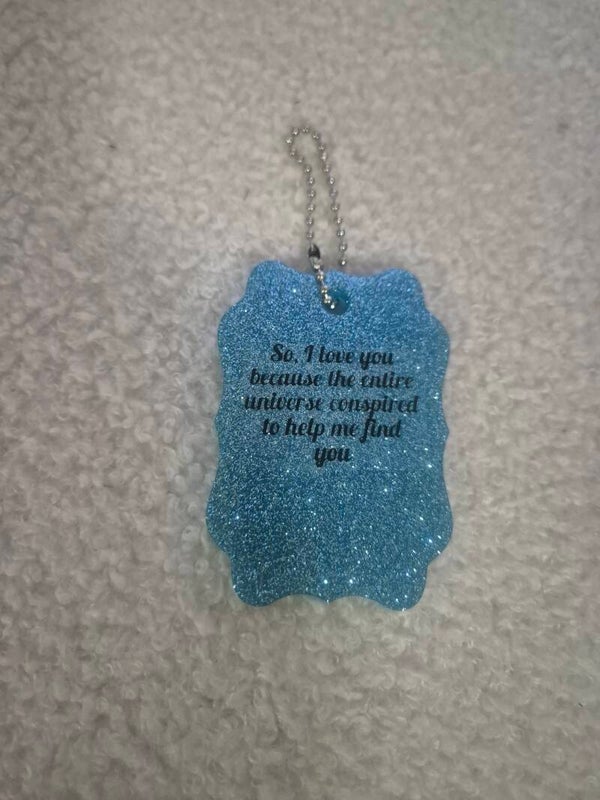 So, I love you
because the entire
universe conspired
to help me find
you